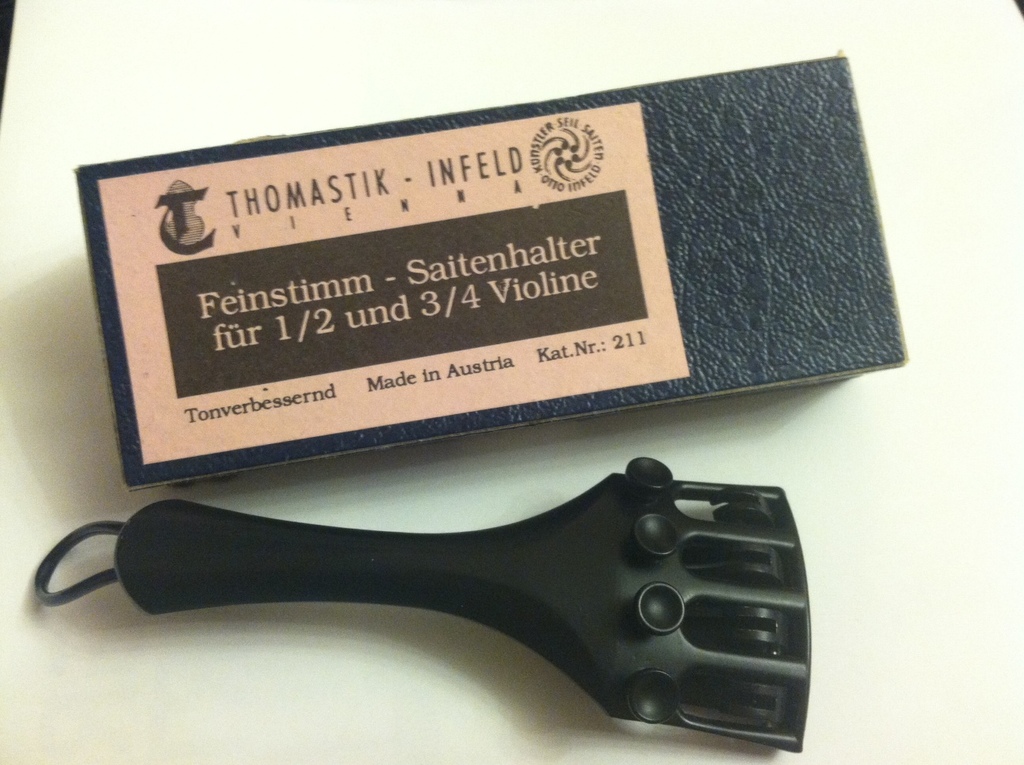 THOMASTIK - INFELD
VIENNA
KÜNSTLER SEIL SAITEN
OTTO INFELD
Feinstimm - Saitenhalter
für 1/2 und 3/4 Violine
Tonverbessernd Made in Austria Kat.Nr.: 211